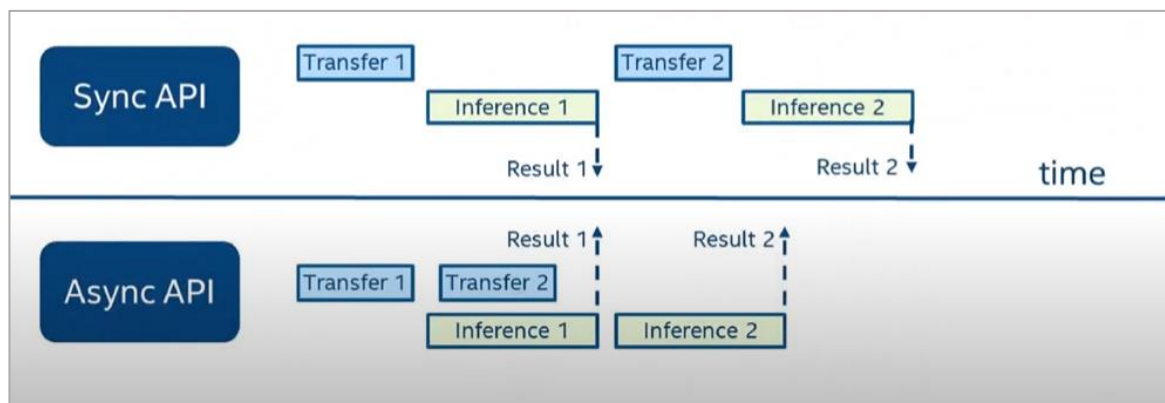 Sync API
Transfer 1
Transfer 2
Inference 1
Inference 2
Result 1
Result 2
time
Async API
Result 1
Result 2
Transfer 1
Transfer 2
Inference 1
Inference 2